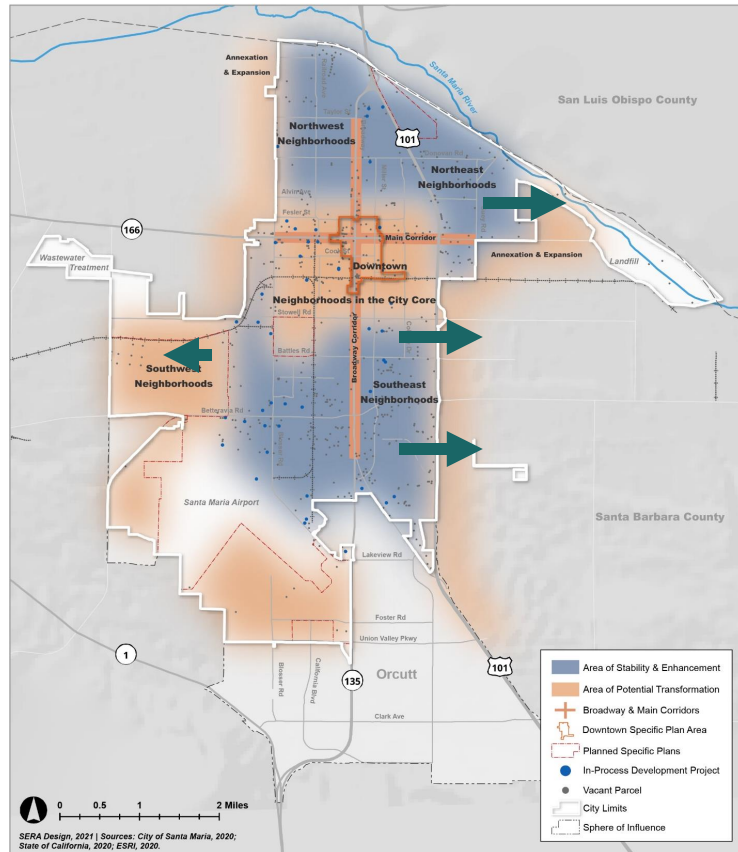 Annexation
& Expansion
Santa Maria River
San Luis Obispo County
Northwest
Neighborhoods
101
Northeast
Neighborhoods
Alvin Ave
Fesler St
166
Main Corridor
Wastewater
Treatment
Downtown
Annexation & Expansion
Landfill
Neighborhoods in the City Core
Stowell Rd
Broadway Corridor
Battles Rd
Southwest
Neighborhoods
Southeast
Neighborhoods
Betteravia Rd
Santa Maria Airport
Santa Barbara County
Lakeview Rd
Foster Rd
Union Valley Pkwy
1
101
Orcutt
135
Blosser Rd
California Blvd
Clark Ave
Area of Stability & Enhancement
Area of Potential Transformation
Broadway & Main Corridors
Downtown Specific Plan Area
Planned Specific Plans
In-Process Development Project
Vacant Parcel
City Limits
Sphere of Influence
0 0.5 1 2 Miles
SERA Design, 2021 | Sources: City of Santa Maria, 2020;
State of California, 2020; ESRI, 2020.